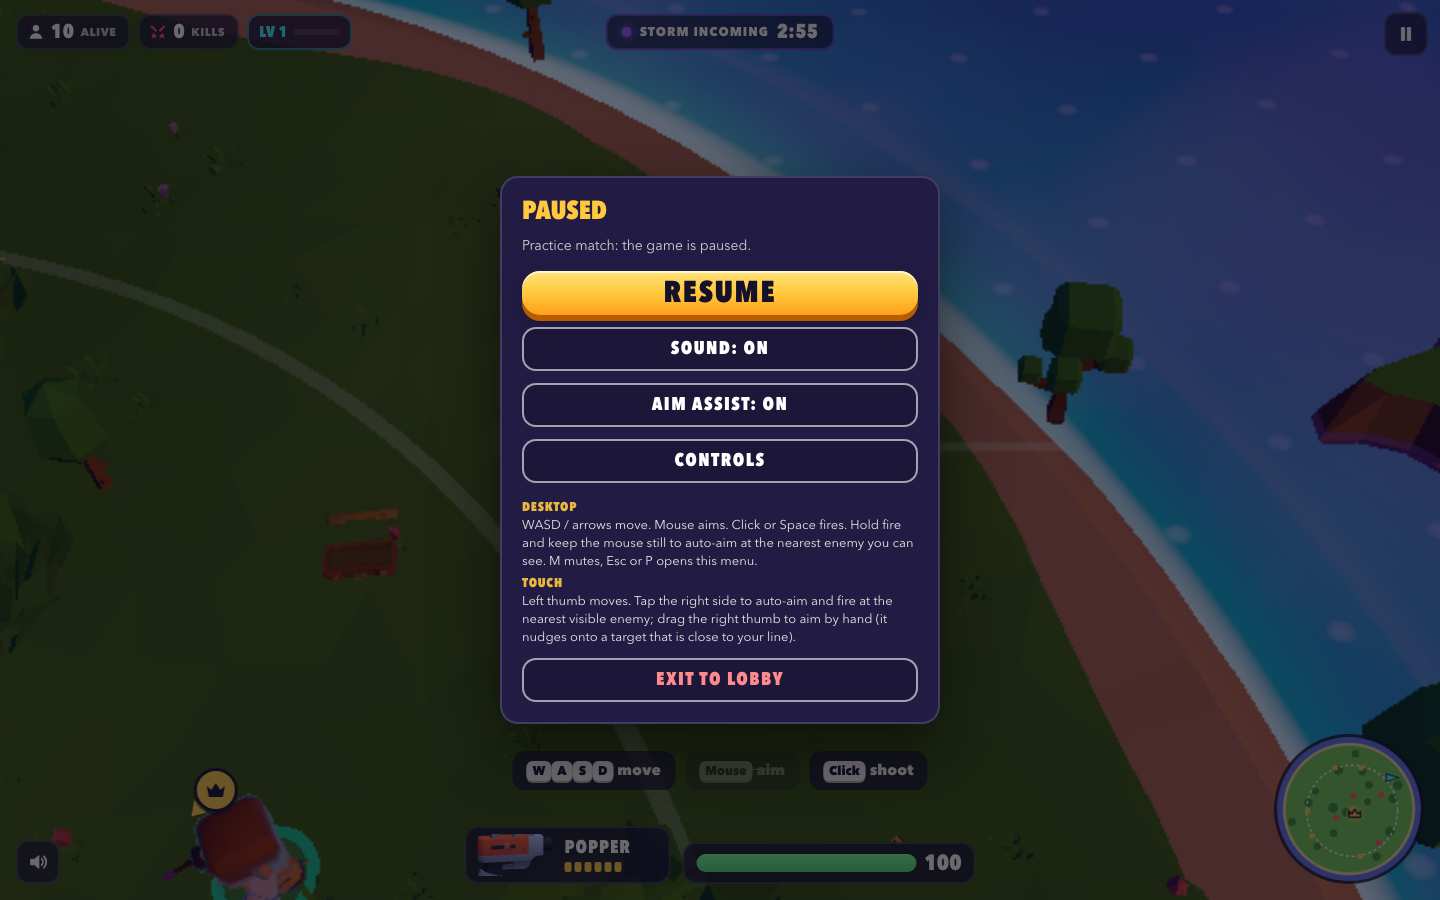 10 ALIVE
0 KILLS
LV 1
STORM INCOMING 2:55
PAUSED
Practice match: the game is paused.
RESUME
SOUND: ON
AIM ASSIST: ON
CONTROLS
DESKTOP
WASD / arrows move. Mouse aims. Click or Space fires. Hold fire
and keep the mouse still to auto-aim at the nearest enemy you can
see. M mutes, Esc or P opens this menu.
TOUCH
Left thumb moves. Tap the right side to auto-aim and fire at the
nearest visible enemy; drag the right thumb to aim by hand (it
nudges onto a target that is close to your line).
EXIT TO LOBBY
W A S D move
Mouse aim
Click shoot
POPPER
100